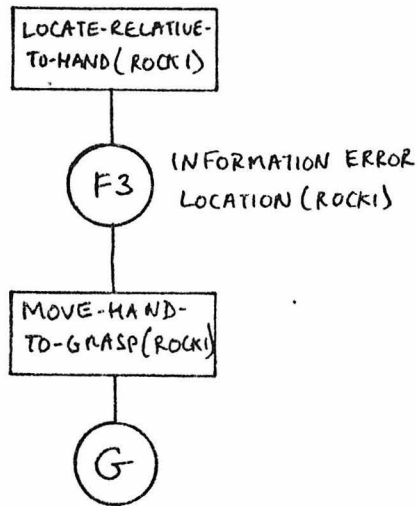 LOCATE-RELATIVE-
TO-HAND(ROCK1)
F3
INFORMATION ERROR
LOCATION(ROCK1)
MOVE-HAND-
TO-GRASP(ROCK1)
G